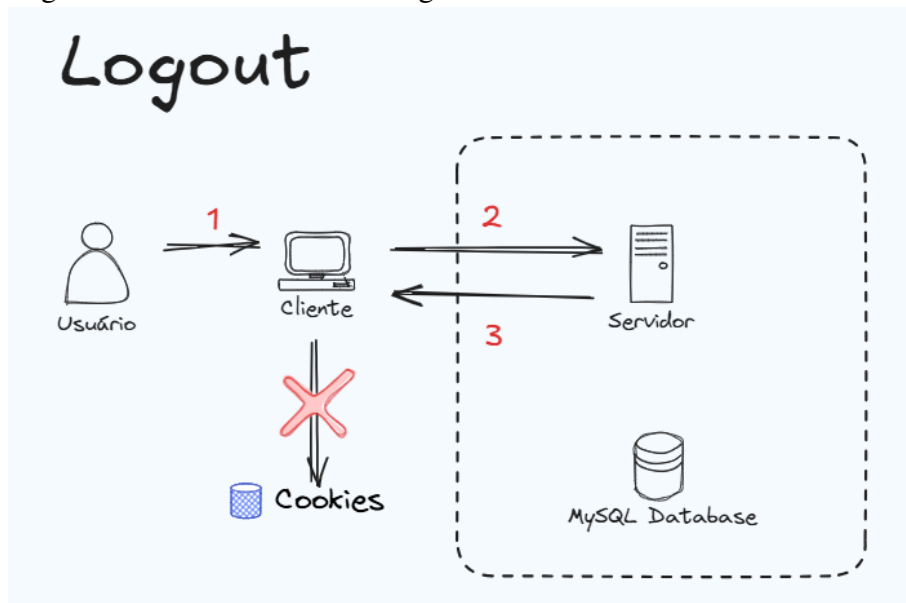 Logout
1
2
3
Usuário
Cliente
Servidor
Cookies
MySQL Database